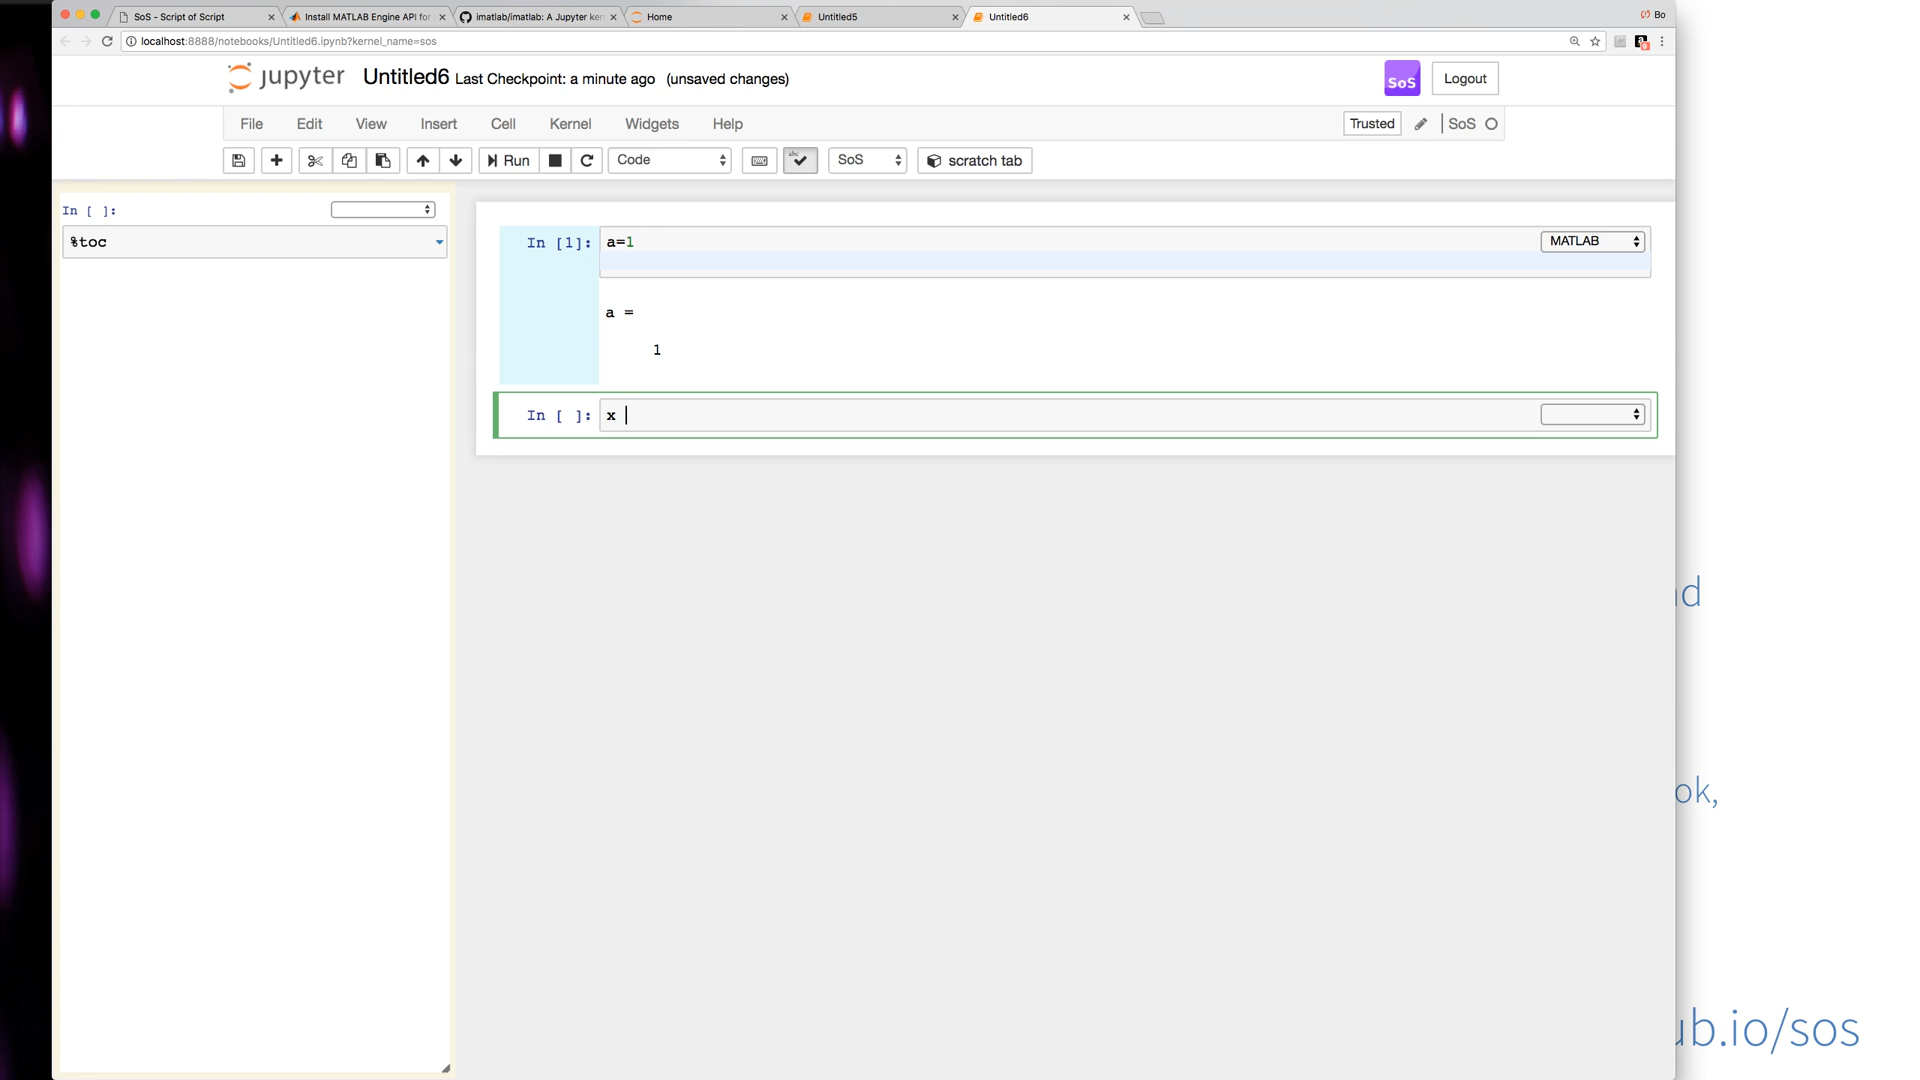 SoS - Script of Script
Install MATLAB Engine API for
imatlab/imatlab: A Jupyter ker
Home
Untitled5
Untitled6
Bo
localhost:8888/notebooks/Untitled6.ipynb?kernel_name=sos
jupyter Untitled6 Last Checkpoint: a minute ago (unsaved changes)
SoS
Logout
File Edit View Insert Cell Kernel Widgets Help
Trusted
SoS
Run
Code
abc
SoS
scratch tab
In [ ]:
%toc
In [1]: a=1
MATLAB
a =
1
In [ ]: x
d
ok,
ub.io/sos